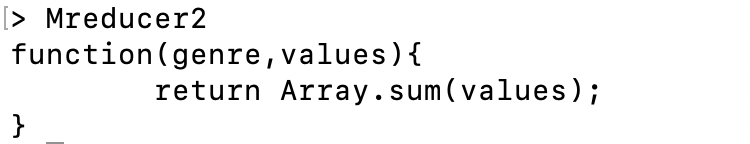 > Mreducer2
function(genre,values){
        return Array.sum(values);
}